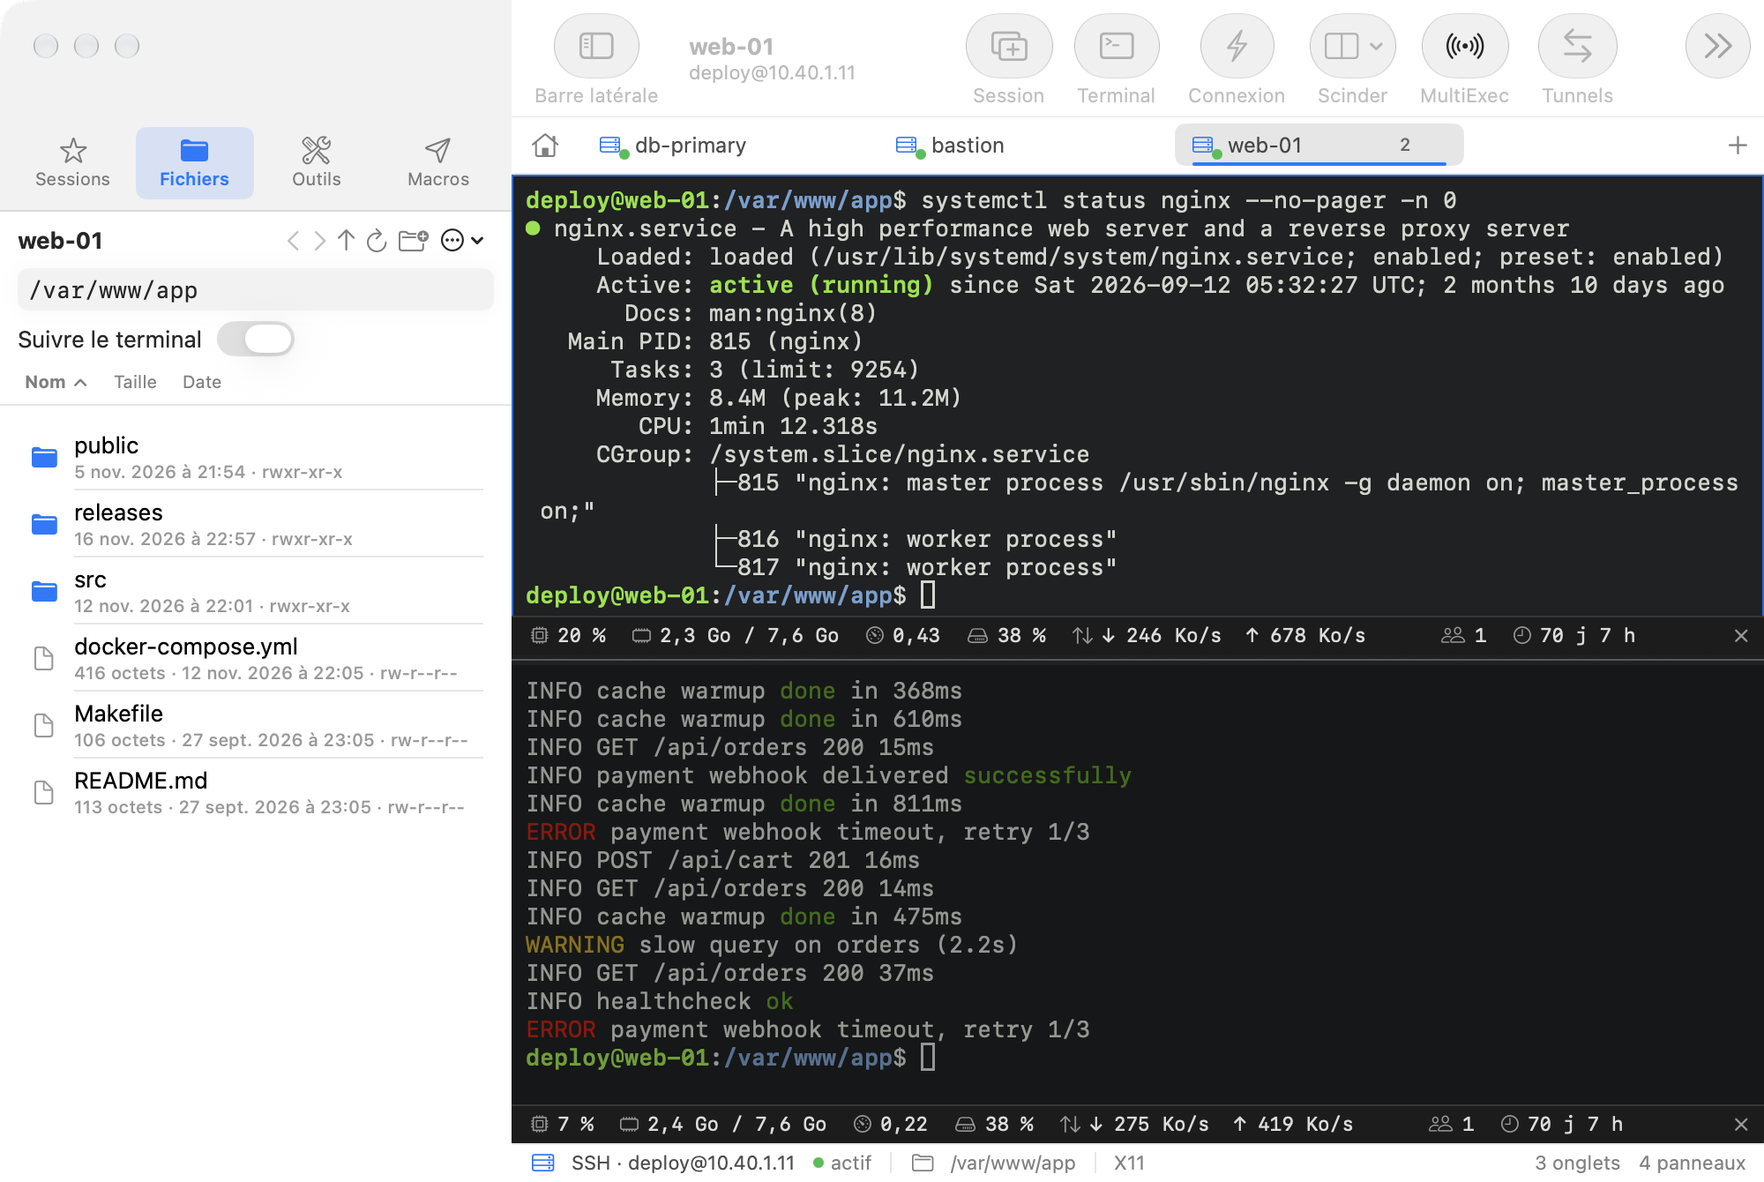 web-01
deploy@10.40.1.11
Barre latérale
Session
Terminal
Connexion
Scinder
MultiExec
Tunnels
Sessions
Fichiers
Outils
Macros
db-primary
bastion
web-01
2
web-01
/var/www/app
Suivre le terminal
Nom
Taille
Date
public
5 nov. 2026 à 21:54 · rwxr-xr-x
releases
16 nov. 2026 à 22:57 · rwxr-xr-x
src
12 nov. 2026 à 22:01 · rwxr-xr-x
docker-compose.yml
416 octets · 12 nov. 2026 à 22:05 · rw-r--r--
Makefile
106 octets · 27 sept. 2026 à 23:05 · rw-r--r--
README.md
113 octets · 27 sept. 2026 à 23:05 · rw-r--r--
deploy@web-01:/var/www/app$ systemctl status nginx --no-pager -n 0
● nginx.service - A high performance web server and a reverse proxy server
Loaded: loaded (/usr/lib/systemd/system/nginx.service; enabled; preset: enabled)
Active: active (running) since Sat 2026-09-12 05:32:27 UTC; 2 months 10 days ago
Docs: man:nginx(8)
Main PID: 815 (nginx)
Tasks: 3 (limit: 9254)
Memory: 8.4M (peak: 11.2M)
CPU: 1min 12.318s
CGroup: /system.slice/nginx.service
├─815 "nginx: master process /usr/sbin/nginx -g daemon on; master_process
on;"
├─816 "nginx: worker process"
└─817 "nginx: worker process"
deploy@web-01:/var/www/app$
20 % 2,3 Go / 7,6 Go 0,43 38 % ↓ 246 Ko/s ↑ 678 Ko/s 1 70 j 7 h
INFO cache warmup done in 368ms
INFO cache warmup done in 610ms
INFO GET /api/orders 200 15ms
INFO payment webhook delivered successfully
INFO cache warmup done in 811ms
ERROR payment webhook timeout, retry 1/3
INFO POST /api/cart 201 16ms
INFO GET /api/orders 200 14ms
INFO cache warmup done in 475ms
WARNING slow query on orders (2.2s)
INFO GET /api/orders 200 37ms
INFO healthcheck ok
ERROR payment webhook timeout, retry 1/3
deploy@web-01:/var/www/app$
7 % 2,4 Go / 7,6 Go 0,22 38 % ↓ 275 Ko/s ↑ 419 Ko/s 1 70 j 7 h
SSH · deploy@10.40.1.11 actif /var/www/app X11 3 onglets 4 panneaux